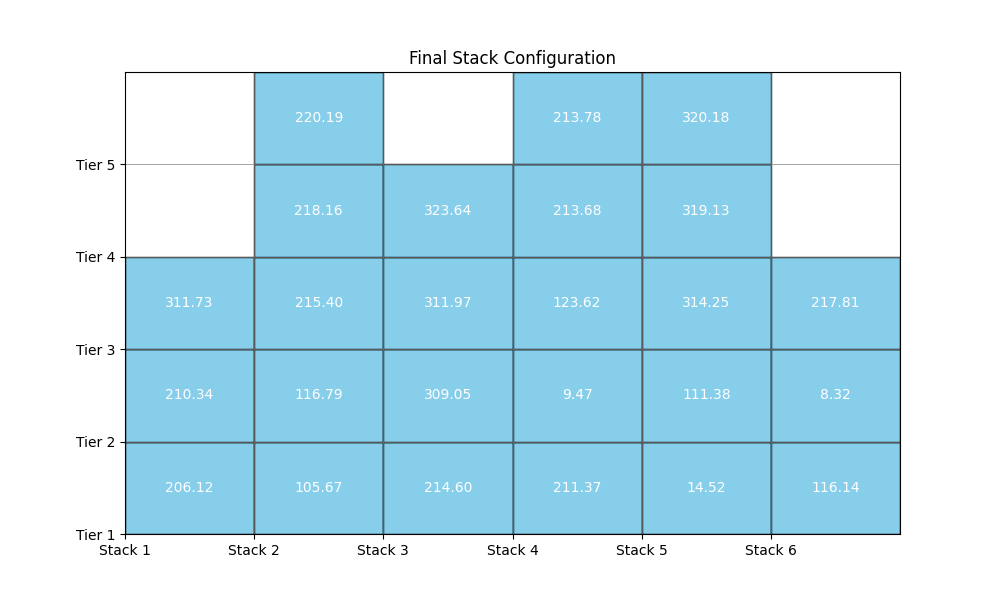 Final Stack Configuration
220.19 213.78 320.18
Tier 5
218.16 323.64 213.68 319.13
Tier 4
311.73 215.40 311.97 123.62 314.25 217.81
Tier 3
210.34 116.79 309.05 9.47 111.38 8.32
Tier 2
206.12 105.67 214.60 211.37 14.52 116.14
Tier 1
Stack 1 Stack 2 Stack 3 Stack 4 Stack 5 Stack 6